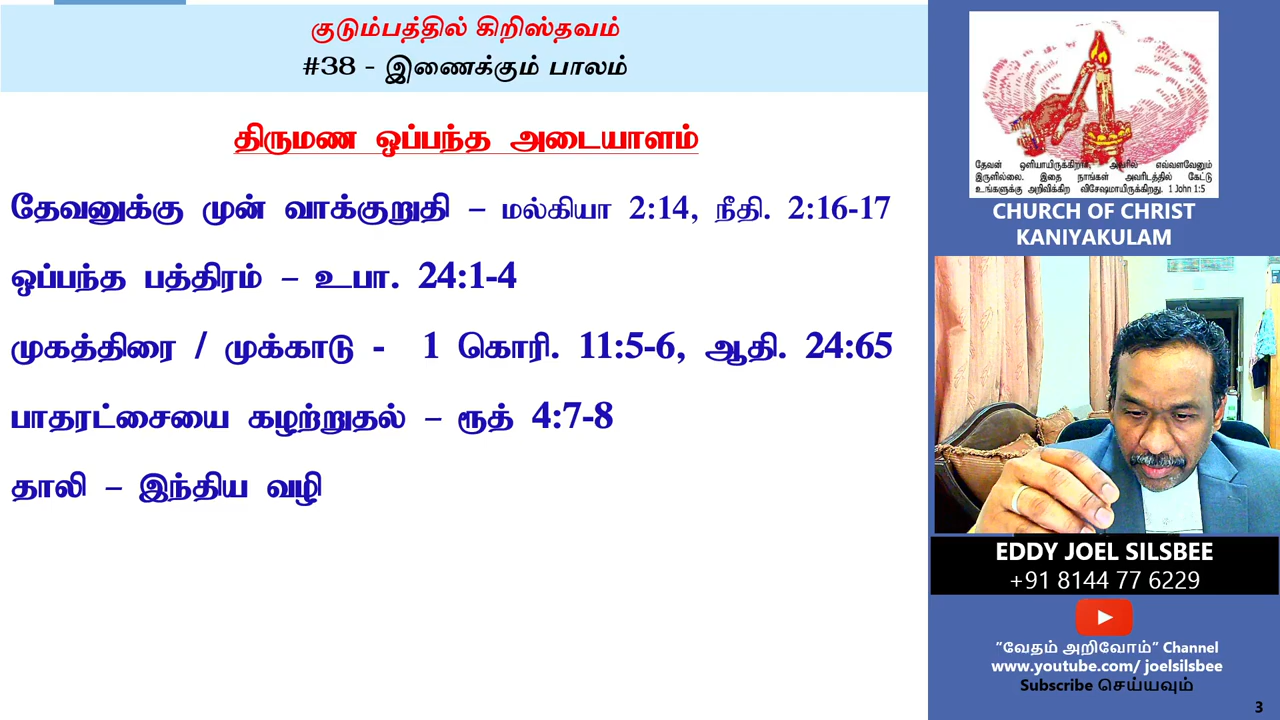 குடும்பத்தில் கிறிஸ்தவம்
#38 - இணைக்கும் பாலம்
திருமண ஒப்பந்த அடையாளம்
தேவனுக்கு முன் வாக்குறுதி – மல்கியா 2:14, நீதி. 2:16-17
ஒப்பந்த பத்திரம் – உபா. 24:1-4
முகத்திரை / முக்காடு - 1 கொரி. 11:5-6, ஆதி. 24:65
பாதரட்சையை கழற்றுதல் – ரூத் 4:7-8
தாலி – இந்திய வழி
தேவன் ஒளியாயிருக்கிறார், அவரில் எவ்வளவேனும்
இருளில்லை. இதை நாங்கள் அவரிடத்தில் கேட்டு
உங்களுக்கு அறிவிக்கிற விசேஷமாயிருக்கிறது. 1 John 1:5
CHURCH OF CHRIST
KANIYAKULAM
EDDY JOEL SILSBEE
+91 8144 77 6229
"வேதம் அறிவோம்" Channel
www.youtube.com/ joelsilsbee
Subscribe செய்யவும்
3